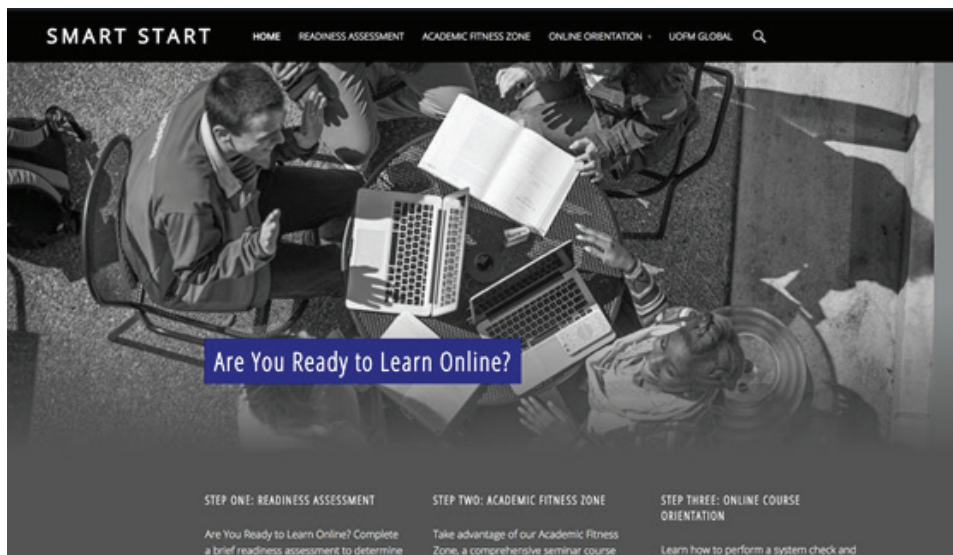 SMART START
HOME READINESS ASSESSMENT ACADEMIC FITNESS ZONE ONLINE ORIENTATION UOFM GLOBAL
Are You Ready to Learn Online?
STEP ONE: READINESS ASSESSMENT
Are You Ready to Learn Online? Complete
a brief readiness assessment to determine
STEP TWO: ACADEMIC FITNESS ZONE
Take advantage of our Academic Fitness
Zone, a comprehensive seminar course
STEP THREE: ONLINE COURSE
ORIENTATION
Learn how to perform a system check and